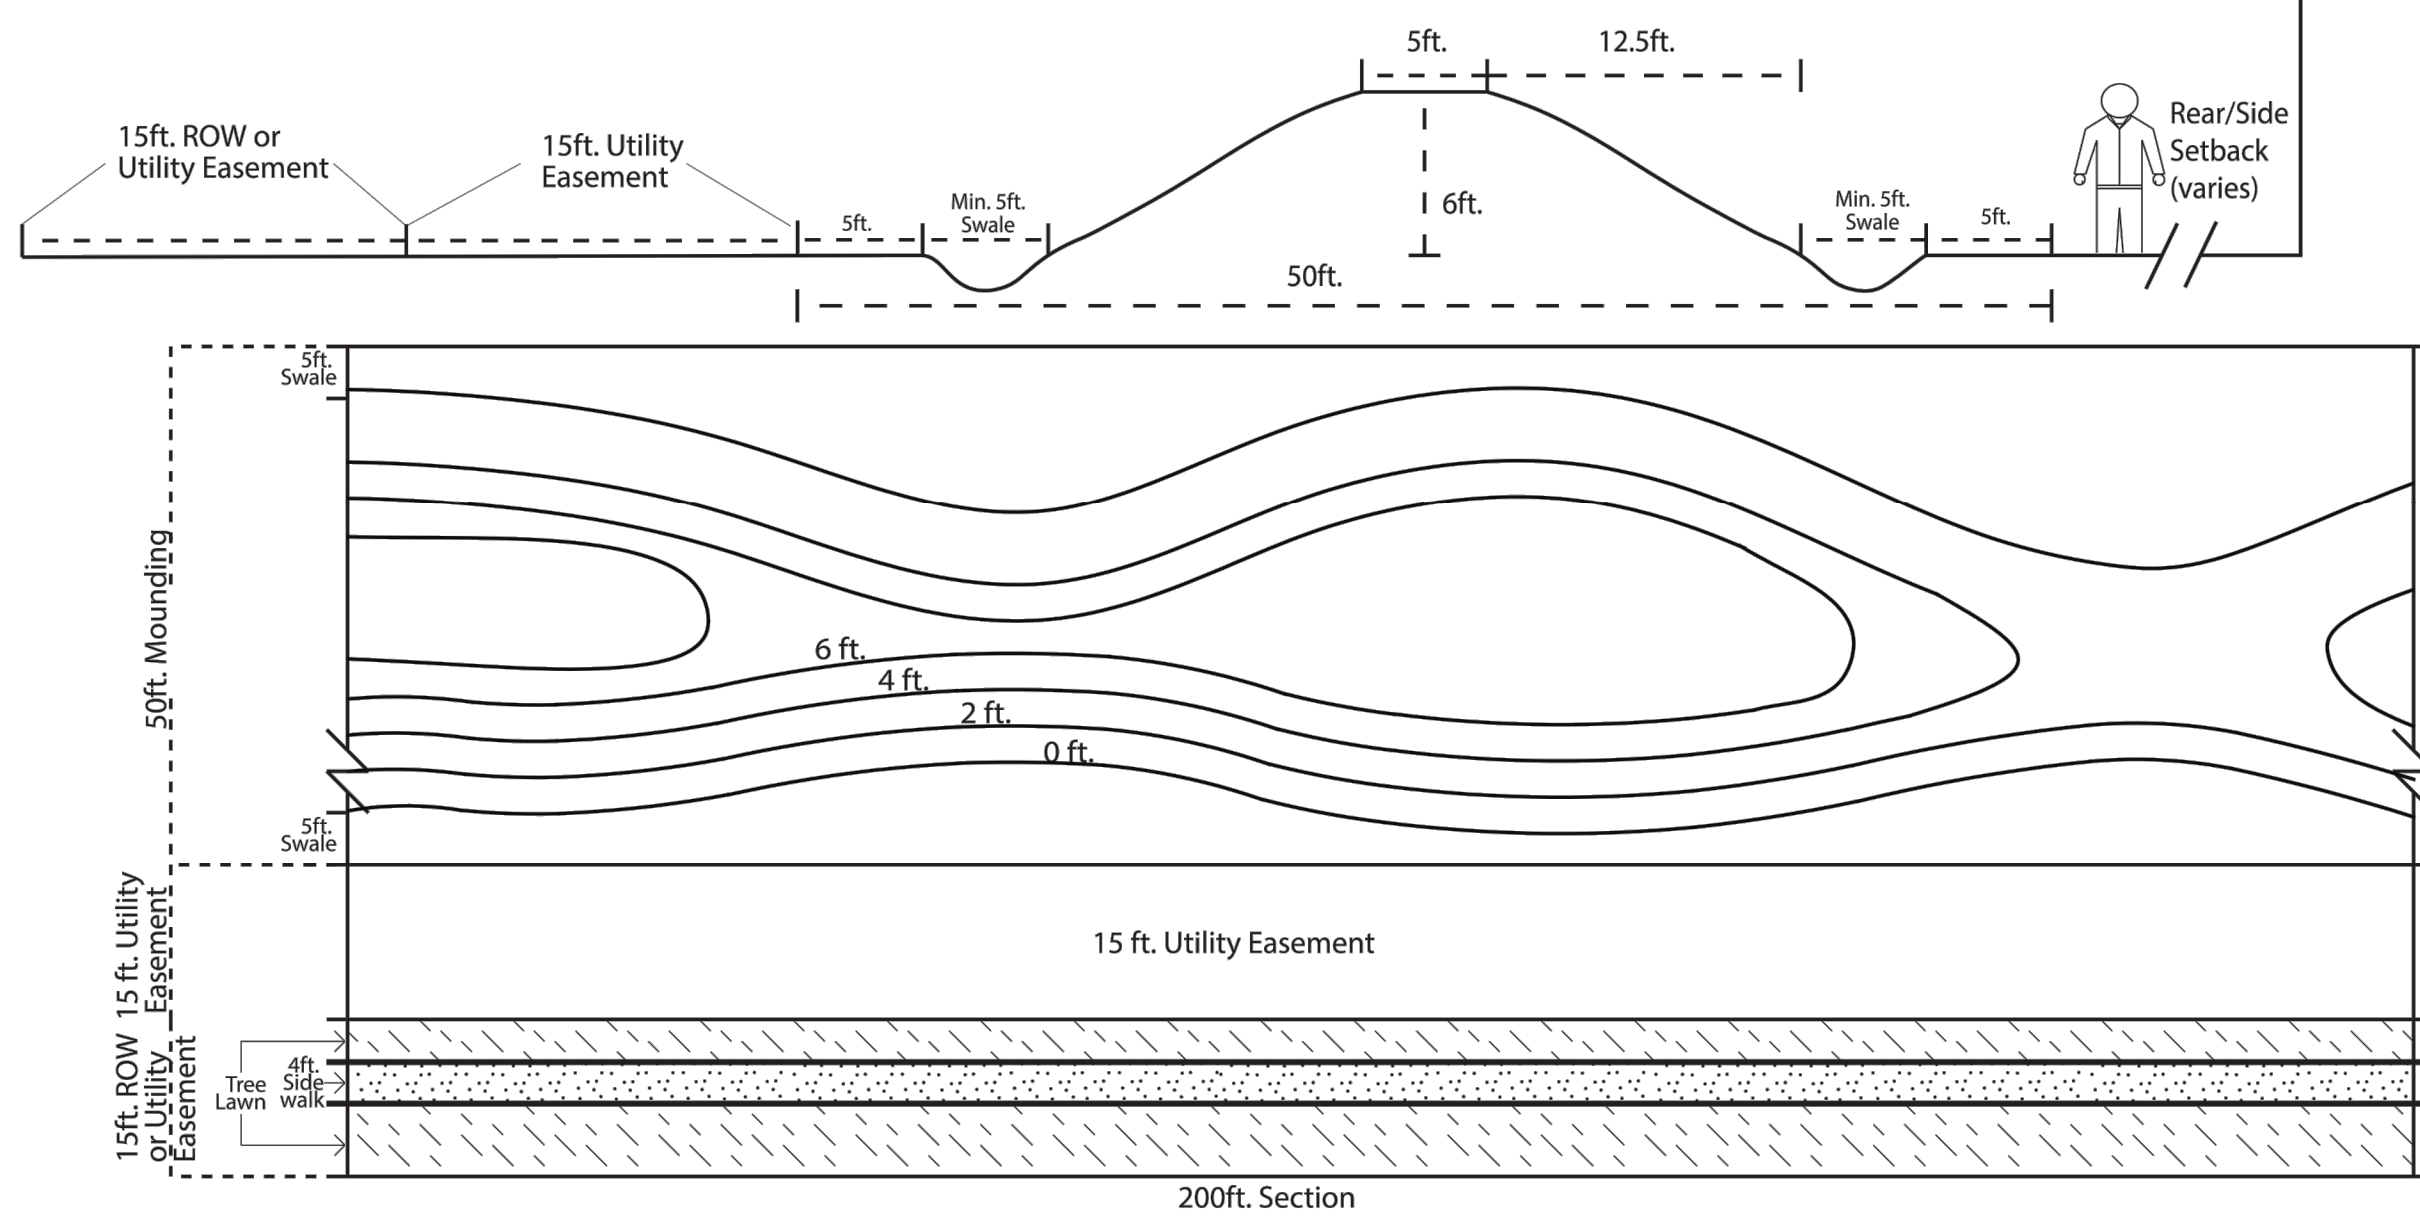 5ft.
12.5ft.
15ft. ROW or
Utility Easement
15ft. Utility
Easement
5ft.
Min. 5ft.
Swale
6ft.
50ft.
Min. 5ft.
Swale
5ft.
Rear/Side
Setback
(varies)
5ft.
Swale
50ft. Mounding
6 ft.
4 ft.
2 ft.
0 ft.
5ft.
Swale
15 ft. Utility
Easement
15 ft. Utility Easement
15ft. ROW
or Utility
Easement
Tree
Lawn
4ft.
Side
walk
200ft. Section